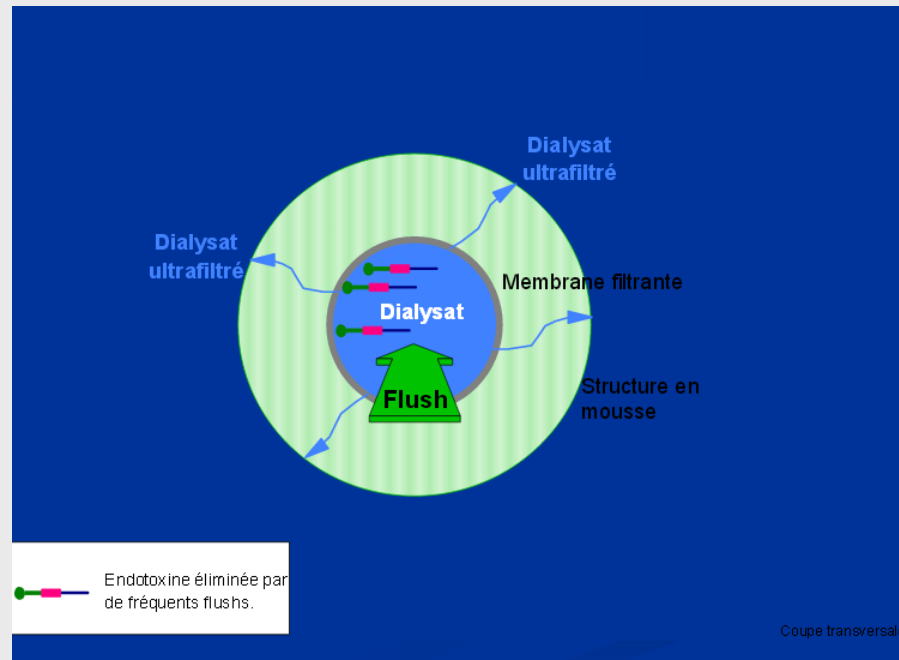 Dialysat
ultrafiltré
Dialysat
ultrafiltré
Membrane filtrante
Dialysat
Structure en
mousse
Flush
Endotoxine éliminée par
de fréquents flushs.
Coupe transversal